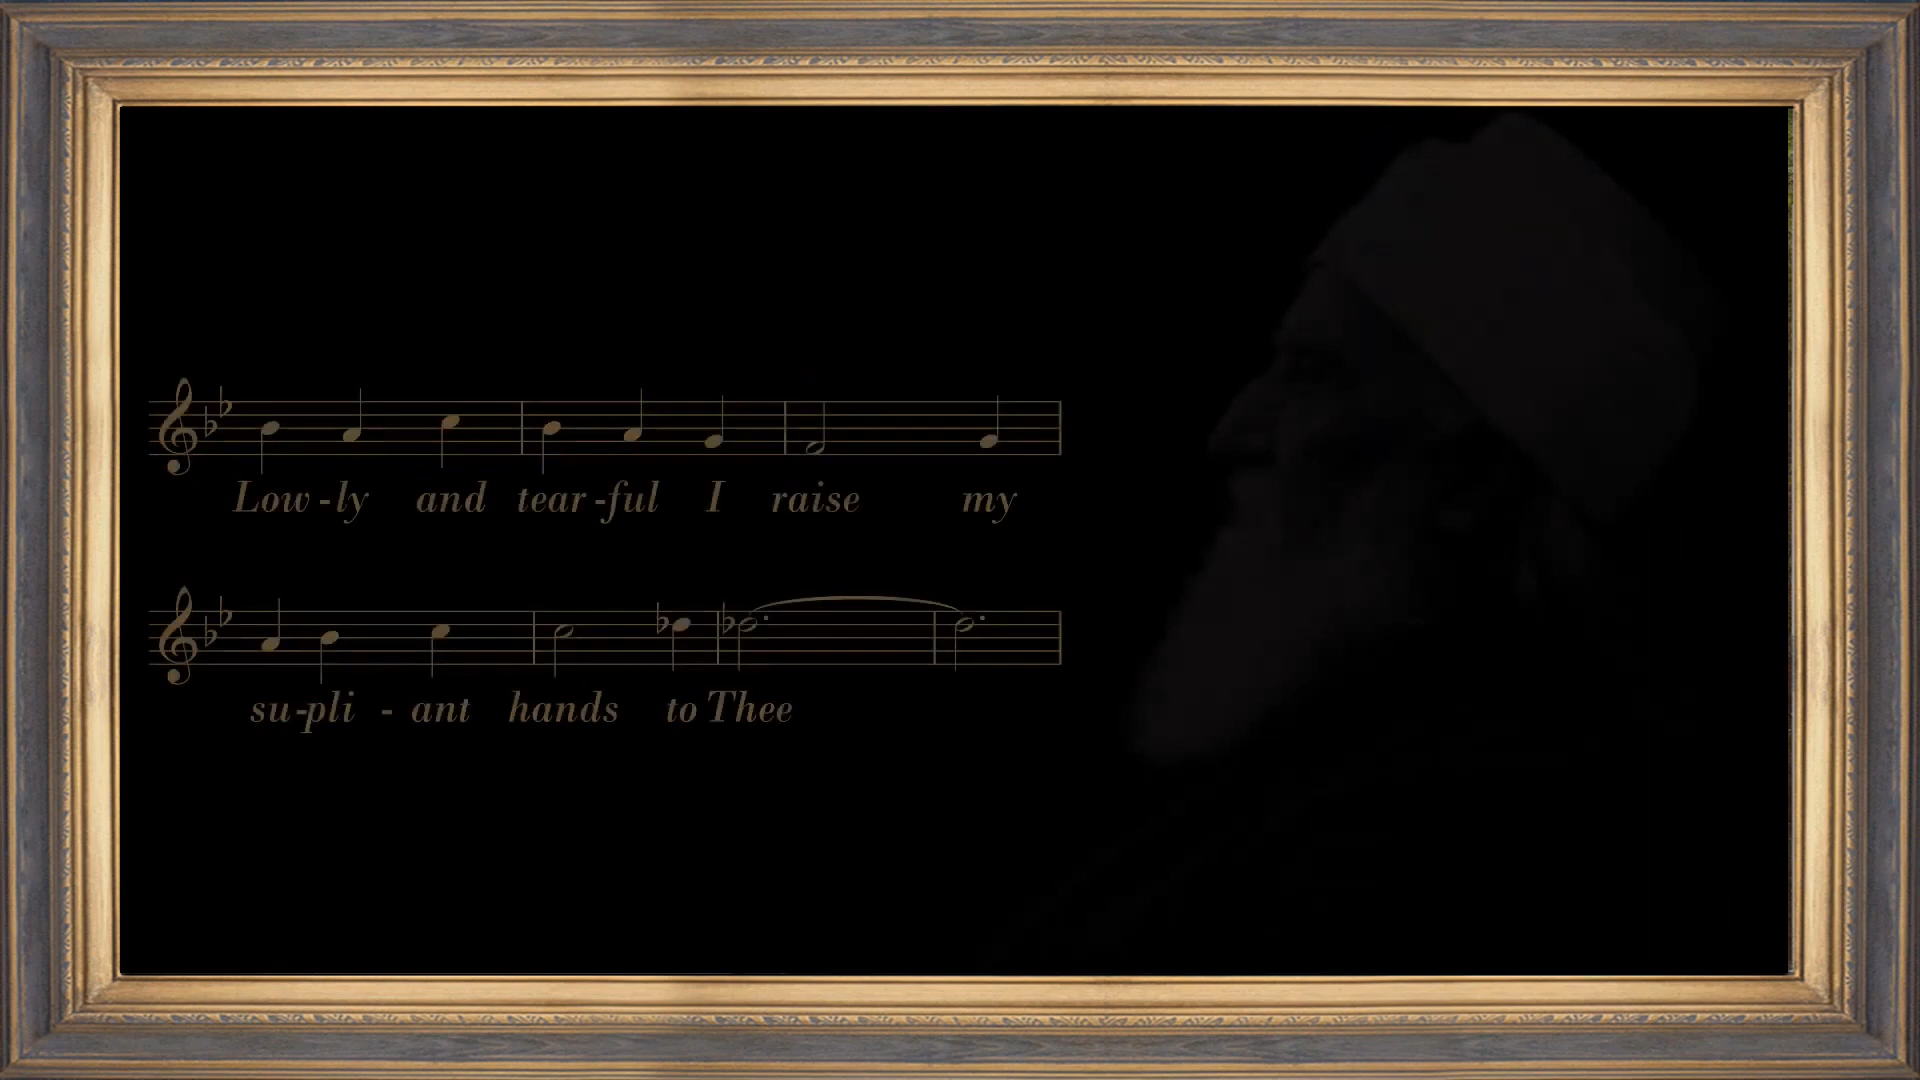 Low - ly and tear - ful I raise my
su - pli - ant hands to Thee